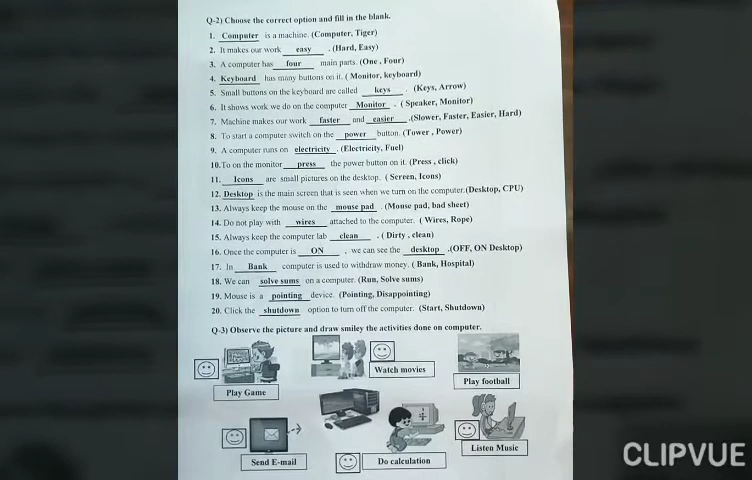 Q-2) Choose the correct option and fill in the blank.
1. Computer is a machine. (Computer, Tiger)
2. It makes our work easy . (Hard, Easy)
3. A computer has four main parts. (One , Four)
4. Keyboard has many buttons on it. ( Monitor, keyboard)
5. Small buttons on the keyboard are called keys . (Keys, Arrow)
6. It shows work we do on the computer Monitor . ( Speaker, Monitor)
7. Machine makes our work faster and easier .(Slower, Faster, Easier, Hard)
8. To start a computer switch on the power button. (Tower , Power)
9. A computer runs on electricity . (Electricity, Fuel)
10.To on the monitor press the power button on it. (Press , click)
11. Icons are small pictures on the desktop. ( Screen, Icons)
12. Desktop is the main screen that is seen when we turn on the computer.(Desktop, CPU)
13. Always keep the mouse on the mouse pad . (Mouse pad, bad sheet)
14. Do not play with wires attached to the computer. ( Wires, Rope)
15. Always keep the computer lab clean . ( Dirty , clean)
16. Once the computer is ON , we can see the desktop .(OFF, ON Desktop)
17. In Bank computer is used to withdraw money. ( Bank, Hospital)
18. We can solve sums on a computer. (Run, Solve sums)
19. Mouse is a pointing device. (Pointing, Disappointing)
20. Click the shutdown option to turn off the computer. (Start, Shutdown)
Q-3) Observe the picture and draw smiley the activities done on computer.
Watch movies
Play football
Play Game
Listen Music
Send E-mail
Do calculation
CLIPVUE